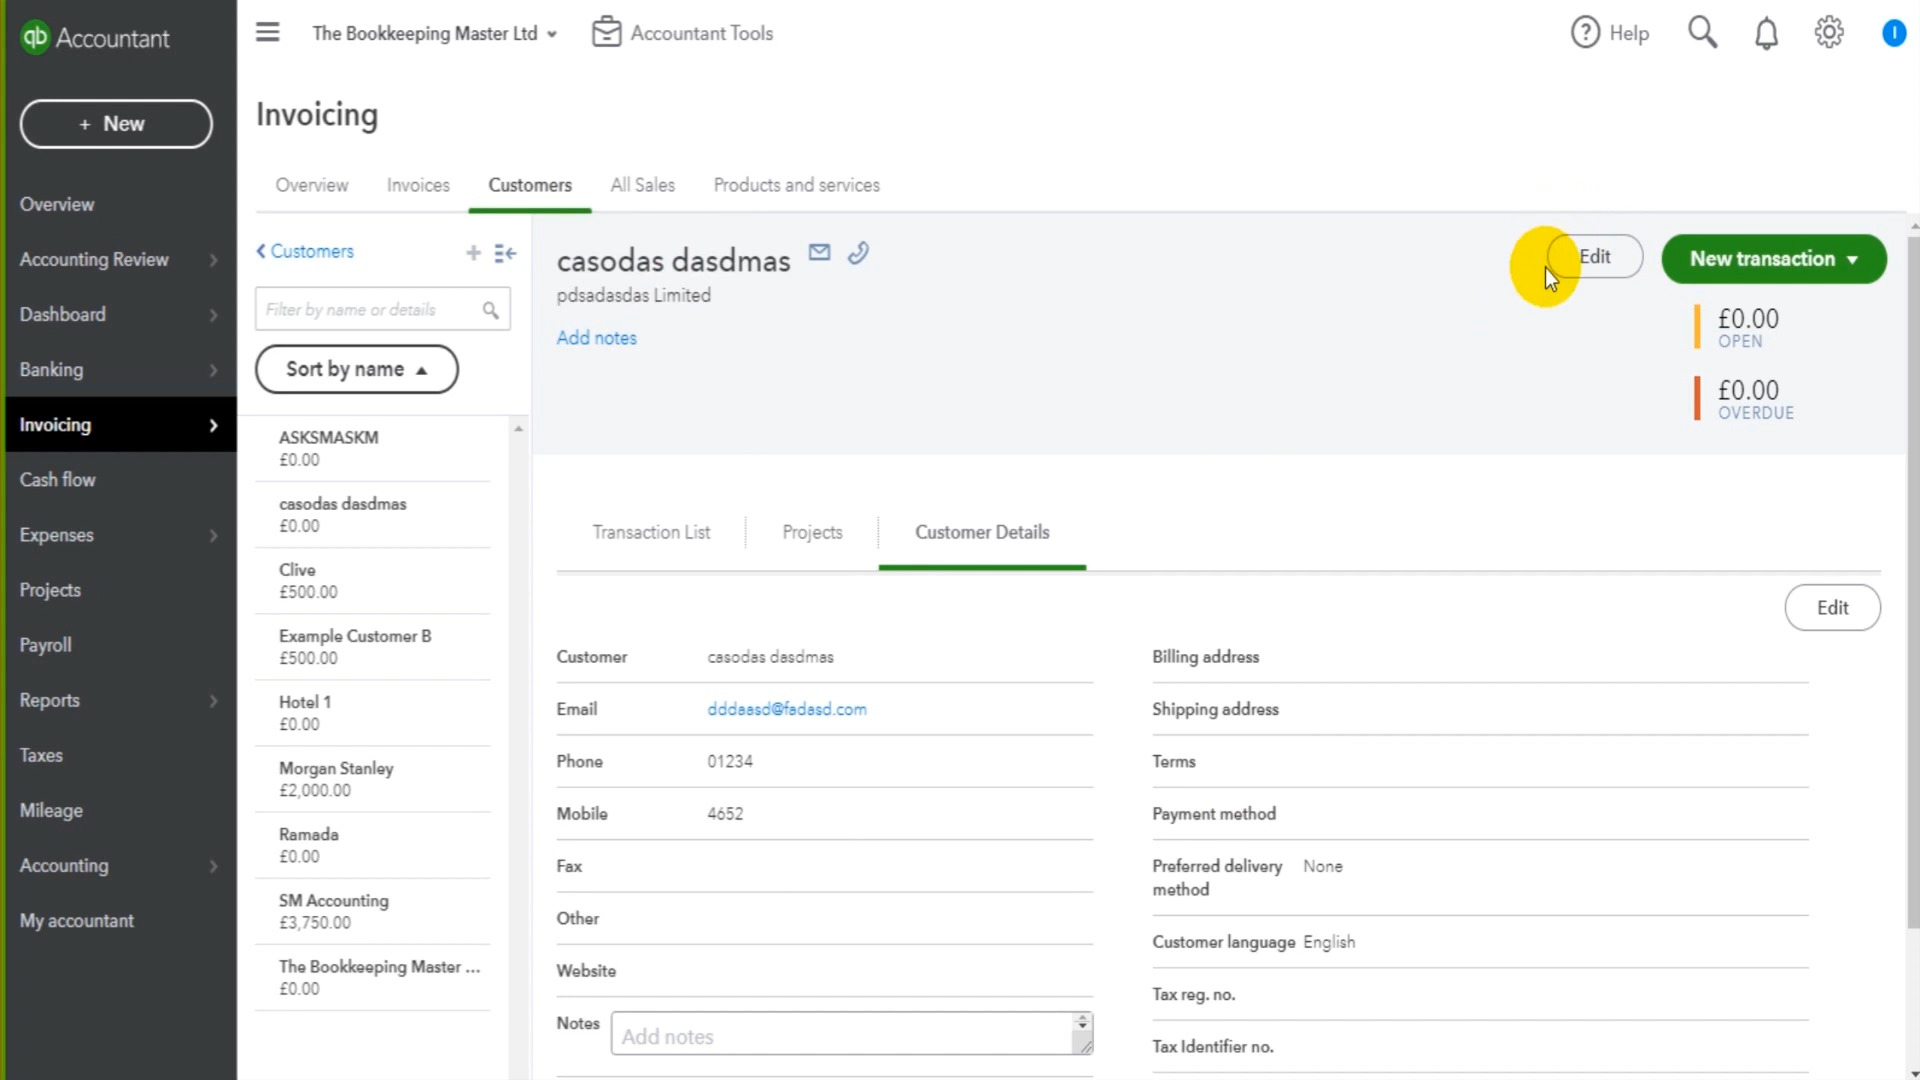 qb Accountant
The Bookkeeping Master Ltd
Accountant Tools
Help
I
+ New
Overview
Accounting Review
Dashboard
Banking
Invoicing
Cash flow
Expenses
Projects
Payroll
Reports
Taxes
Mileage
Accounting
My accountant
Invoicing
Overview
Invoices
Customers
All Sales
Products and services
Customers
Filter by name or details
Sort by name
ASKSMASKM
£0.00
casodas dasdmas
£0.00
Clive
£500.00
Example Customer B
£500.00
Hotel 1
£0.00
Morgan Stanley
£2,000.00
Ramada
£0.00
SM Accounting
£3,750.00
The Bookkeeping Master ...
£0.00
casodas dasdmas
pdsadasdas Limited
Add notes
Edit
New transaction
£0.00
OPEN
£0.00
OVERDUE
Transaction List
Projects
Customer Details
Edit
Customer casodas dasdmas
Email dddaasd@fadasd.com
Phone 01234
Mobile 4652
Fax
Other
Website
Notes Add notes
Billing address
Shipping address
Terms
Payment method
Preferred delivery None
method
Customer language English
Tax reg. no.
Tax Identifier no.